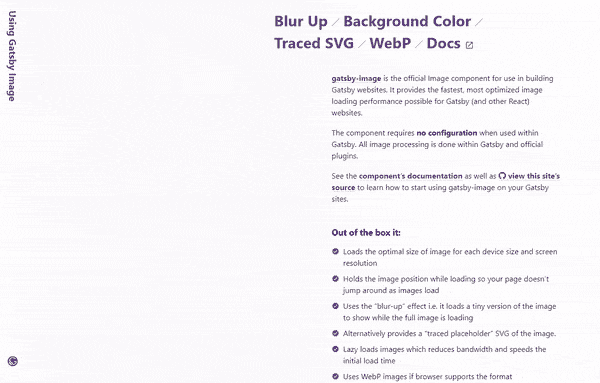 Using Gatsby Image
Blur Up / Background Color /
Traced SVG / WebP / Docs
gatsby-image is the official Image component for use in building
Gatsby websites. It provides the fastest, most optimized image
loading performance possible for Gatsby (and other React)
websites.
The component requires no configuration when used within
Gatsby. All image processing is done within Gatsby and official
plugins.
See the component's documentation as well as view this site's
source to learn how to start using gatsby-image on your Gatsby
sites.
Out of the box it:
Loads the optimal size of image for each device size and screen
resolution
Holds the image position while loading so your page doesn't
jump around as images load
Uses the "blur-up" effect i.e. it loads a tiny version of the image
to show while the full image is loading
Alternatively provides a "traced placeholder" SVG of the image.
Lazy loads images which reduces bandwidth and speeds the
initial load time
Uses WebP images if browser supports the format